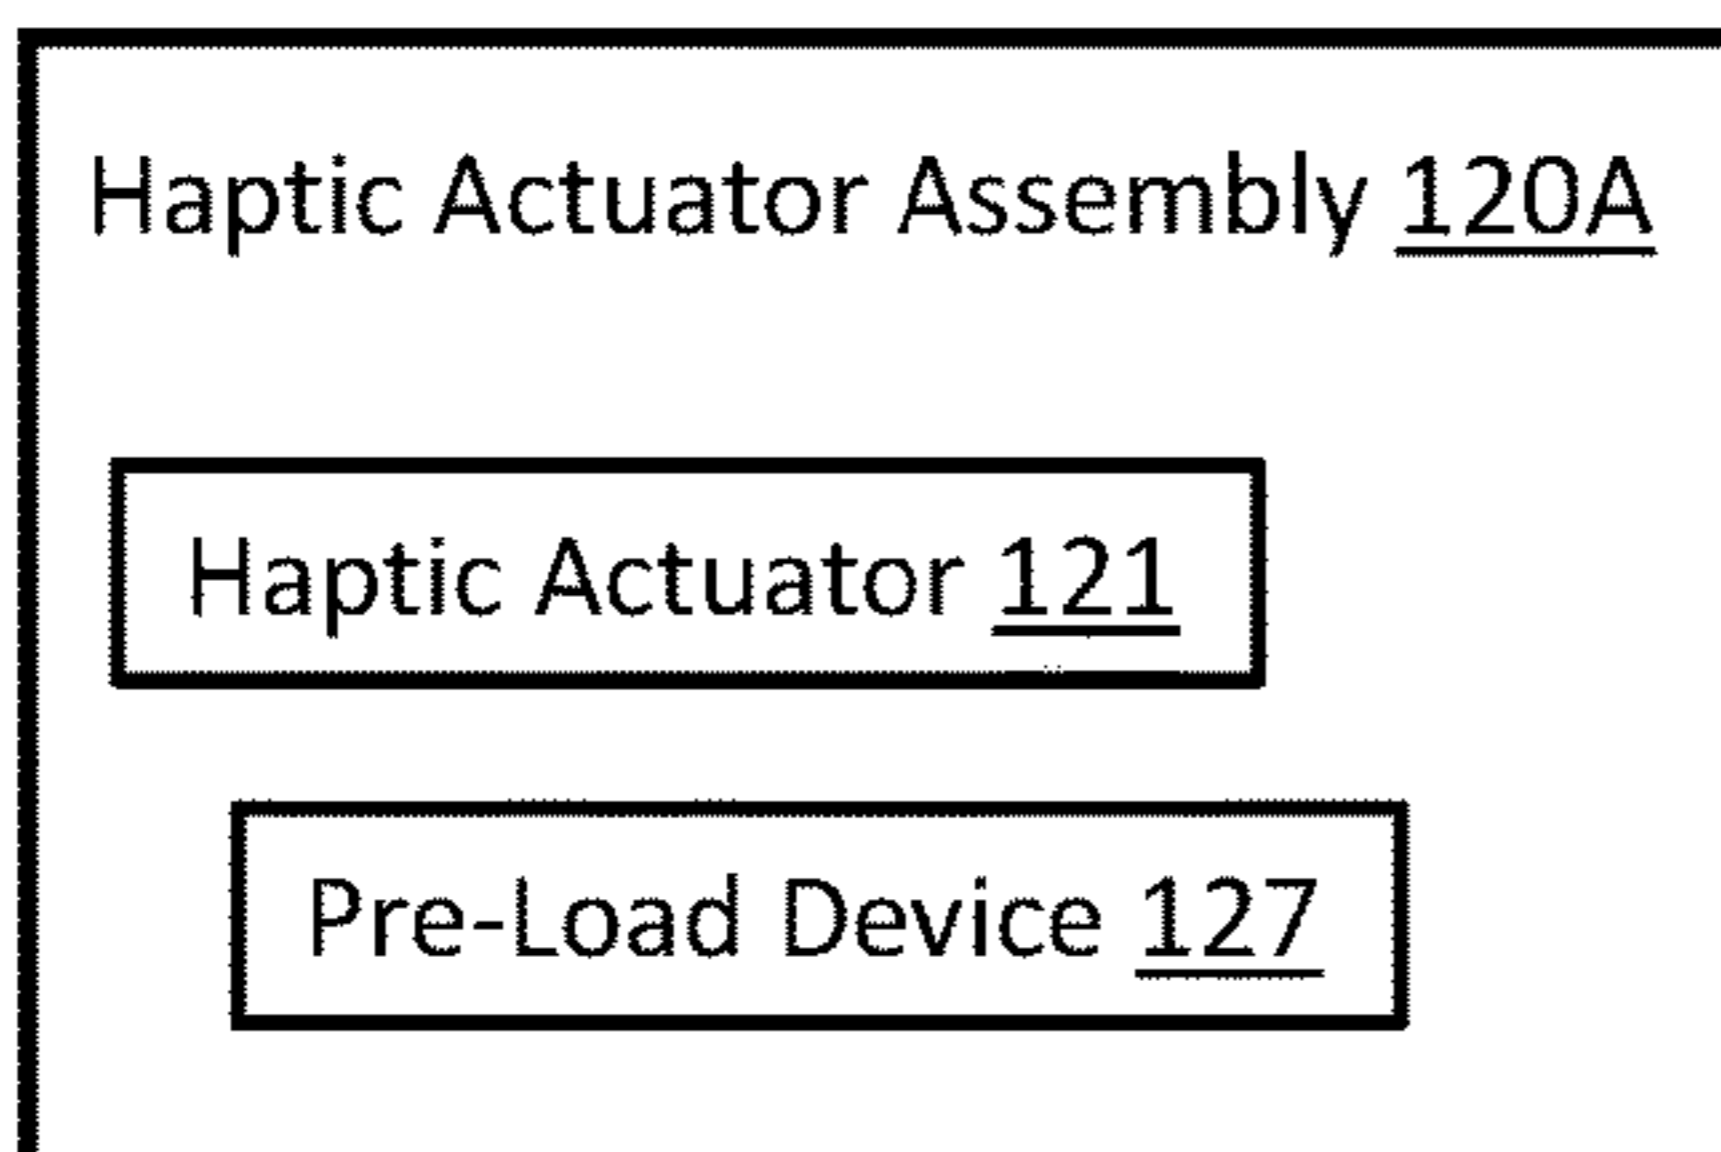 Haptic Actuator Assembly 120A
Haptic Actuator 121
Pre-Load Device 127